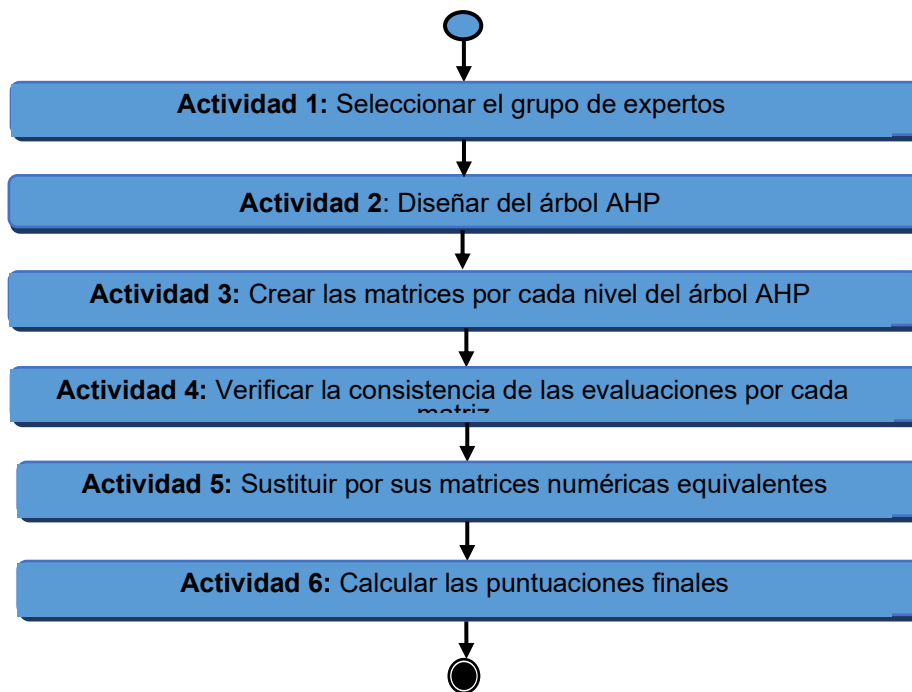 Actividad 1: Seleccionar el grupo de expertos
Actividad 2: Diseñar del árbol AHP
Actividad 3: Crear las matrices por cada nivel del árbol AHP
Actividad 4: Verificar la consistencia de las evaluaciones por cada
matriz
Actividad 5: Sustituir por sus matrices numéricas equivalentes
Actividad 6: Calcular las puntuaciones finales